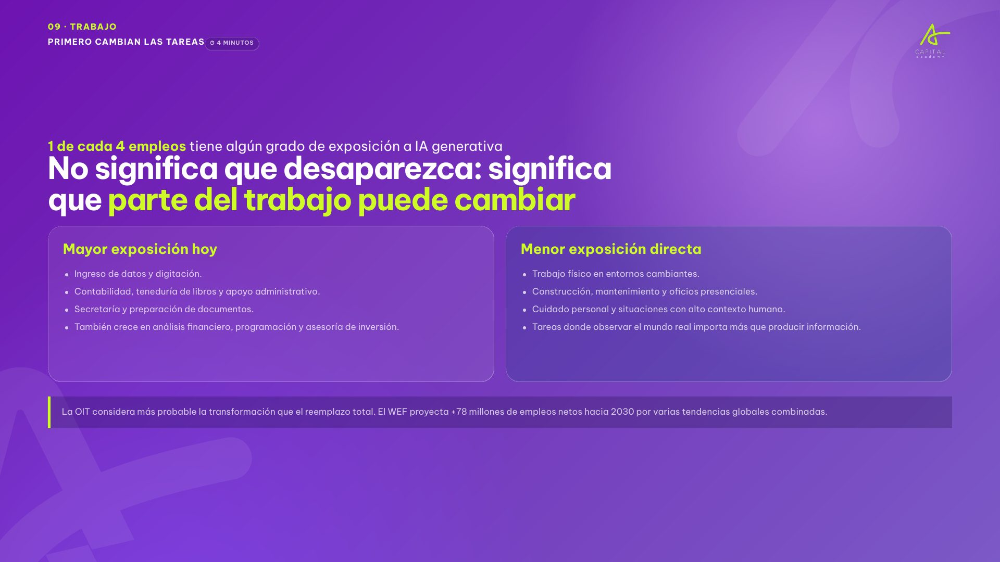 09 · TRABAJO
PRIMERO CAMBIAN LAS TAREAS
⏱ 4 MINUTOS
CAPITAL
academy
1 de cada 4 empleos tiene algún grado de exposición a IA generativa
No significa que desaparezca: significa
que parte del trabajo puede cambiar
Mayor exposición hoy
• Ingreso de datos y digitación.
• Contabilidad, teneduría de libros y apoyo administrativo.
• Secretaría y preparación de documentos.
• También crece en análisis financiero, programación y asesoría de inversión.
Menor exposición directa
• Trabajo físico en entornos cambiantes.
• Construcción, mantenimiento y oficios presenciales.
• Cuidado personal y situaciones con alto contexto humano.
• Tareas donde observar el mundo real importa más que producir información.
La OIT considera más probable la transformación que el reemplazo total. El WEF proyecta +78 millones de empleos netos hacia 2030 por varias tendencias globales combinadas.